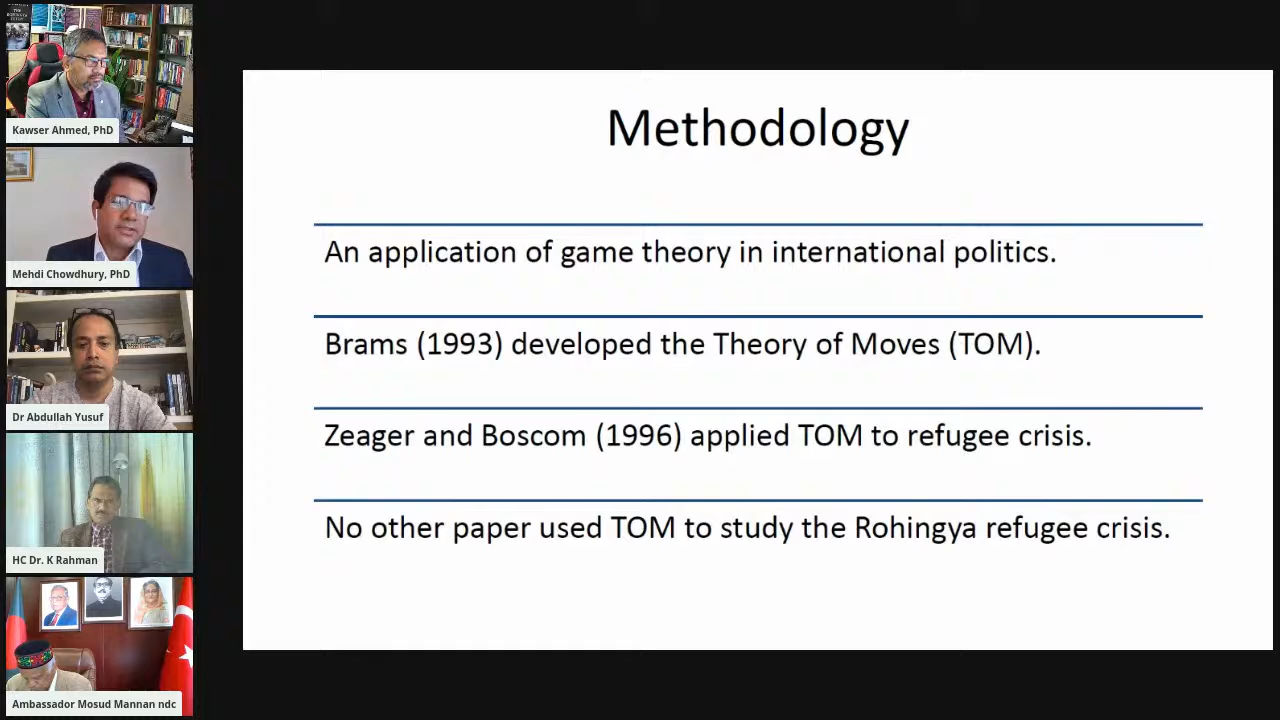 Kawser Ahmed, PhD
Mehdi Chowdhury, PhD
Dr Abdullah Yusuf
HC Dr. K Rahman
Ambassador Mosud Mannan ndc
Methodology
An application of game theory in international politics.
Brams (1993) developed the Theory of Moves (TOM).
Zeager and Boscom (1996) applied TOM to refugee crisis.
No other paper used TOM to study the Rohingya refugee crisis.